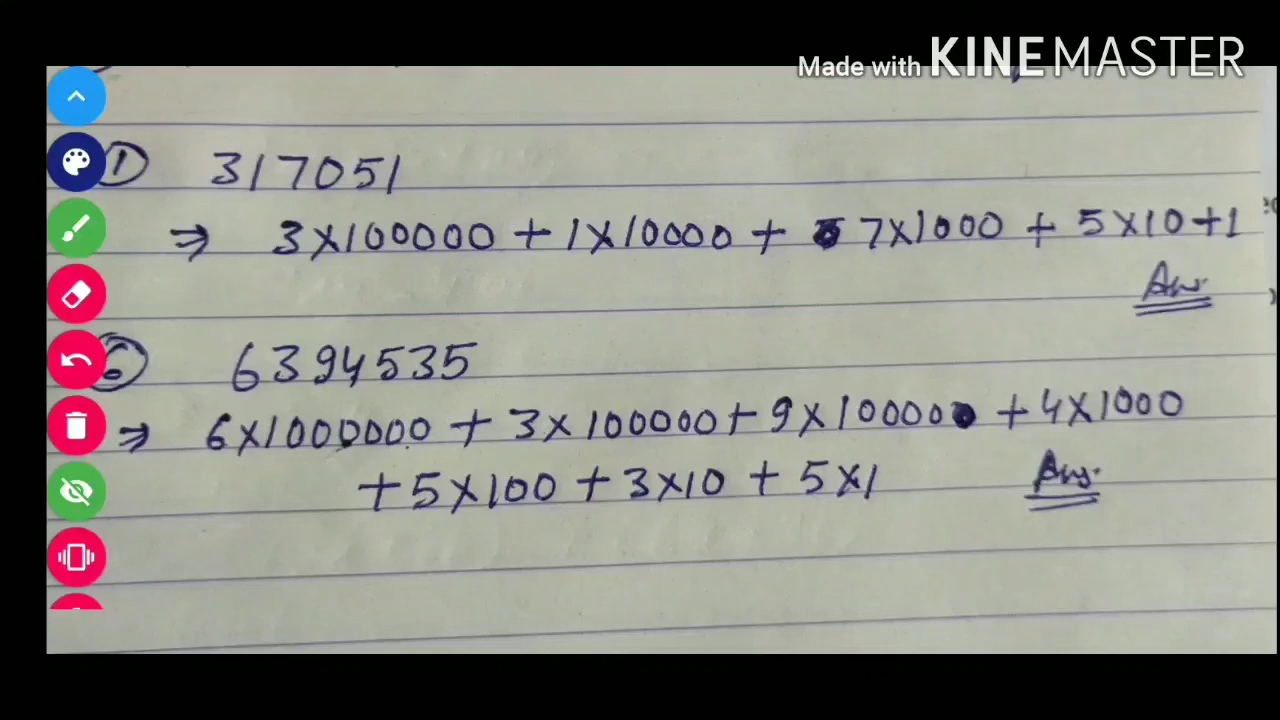 Made with KINEMASTER
① 317051
⇒ 3×100000 + 1×10000 + 7×1000 + 5×10+1
Ans.
⑥ 6394535
⇒ 6×1000000 + 3×100000 + 9×10000 + 4×1000
+ 5×100 + 3×10 + 5×1 Ans.